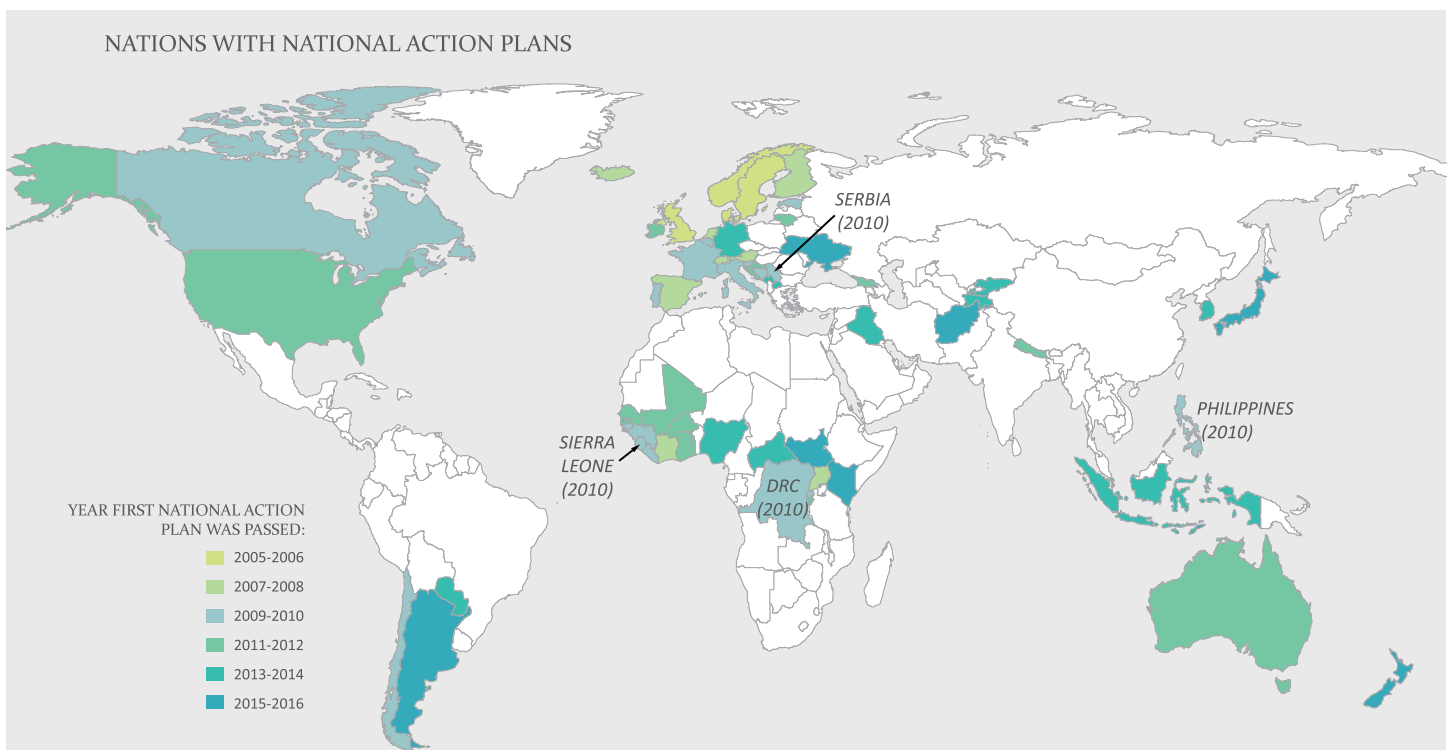 NATIONS WITH NATIONAL ACTION PLANS
SERBIA
(2010)
PHILIPPINES
(2010)
SIERRA
LEONE
(2010)
DRC
(2010)
YEAR FIRST NATIONAL ACTION
PLAN WAS PASSED:
2005-2006
2007-2008
2009-2010
2011-2012
2013-2014
2015-2016